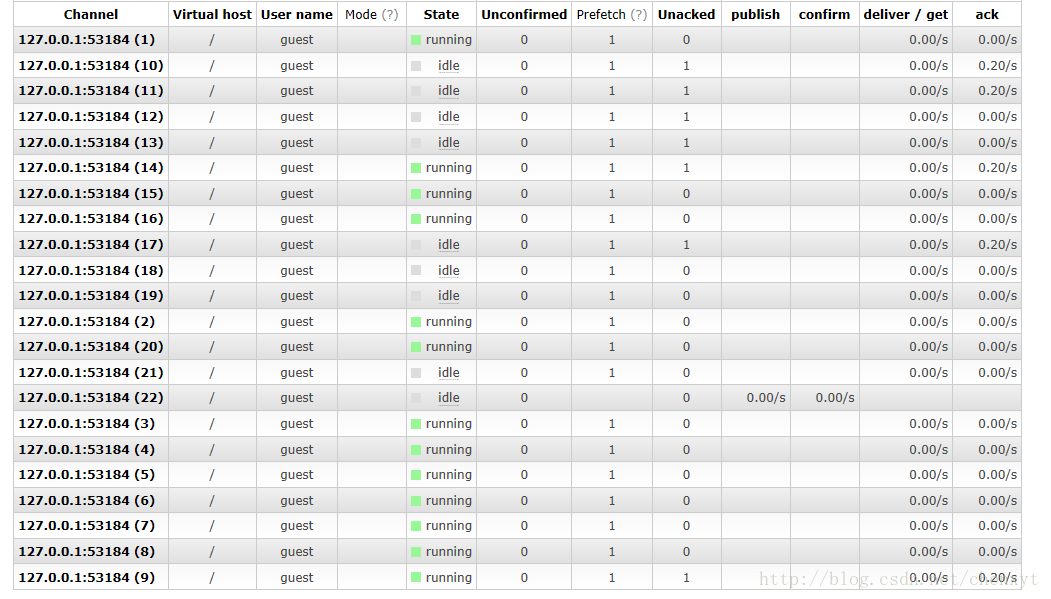 Channel Virtual host User name Mode (?) State Unconfirmed Prefetch (?) Unacked publish confirm deliver / get ack
127.0.0.1:53184 (1) / guest running 0 1 0 0.00/s 0.00/s
127.0.0.1:53184 (10) / guest idle 0 1 1 0.00/s 0.20/s
127.0.0.1:53184 (11) / guest idle 0 1 1 0.00/s 0.20/s
127.0.0.1:53184 (12) / guest idle 0 1 1 0.00/s 0.00/s
127.0.0.1:53184 (13) / guest idle 0 1 1 0.00/s 0.00/s
127.0.0.1:53184 (14) / guest running 0 1 1 0.00/s 0.20/s
127.0.0.1:53184 (15) / guest running 0 1 0 0.00/s 0.00/s
127.0.0.1:53184 (16) / guest running 0 1 0 0.00/s 0.00/s
127.0.0.1:53184 (17) / guest idle 0 1 1 0.00/s 0.20/s
127.0.0.1:53184 (18) / guest idle 0 1 0 0.00/s 0.00/s
127.0.0.1:53184 (19) / guest idle 0 1 0 0.00/s 0.00/s
127.0.0.1:53184 (2) / guest running 0 1 0 0.00/s 0.00/s
127.0.0.1:53184 (20) / guest running 0 1 0 0.00/s 0.00/s
127.0.0.1:53184 (21) / guest idle 0 1 0 0.00/s 0.00/s
127.0.0.1:53184 (22) / guest idle 0 0 0.00/s 0.00/s
127.0.0.1:53184 (3) / guest running 0 1 0 0.00/s 0.00/s
127.0.0.1:53184 (4) / guest running 0 1 0 0.00/s 0.00/s
127.0.0.1:53184 (5) / guest running 0 1 0 0.00/s 0.00/s
127.0.0.1:53184 (6) / guest running 0 1 0 0.00/s 0.00/s
127.0.0.1:53184 (7) / guest running 0 1 0 0.00/s 0.00/s
127.0.0.1:53184 (8) / guest running 0 1 0 0.00/s 0.00/s
127.0.0.1:53184 (9) / guest running 0 1 1 0.00/s 0.20/s